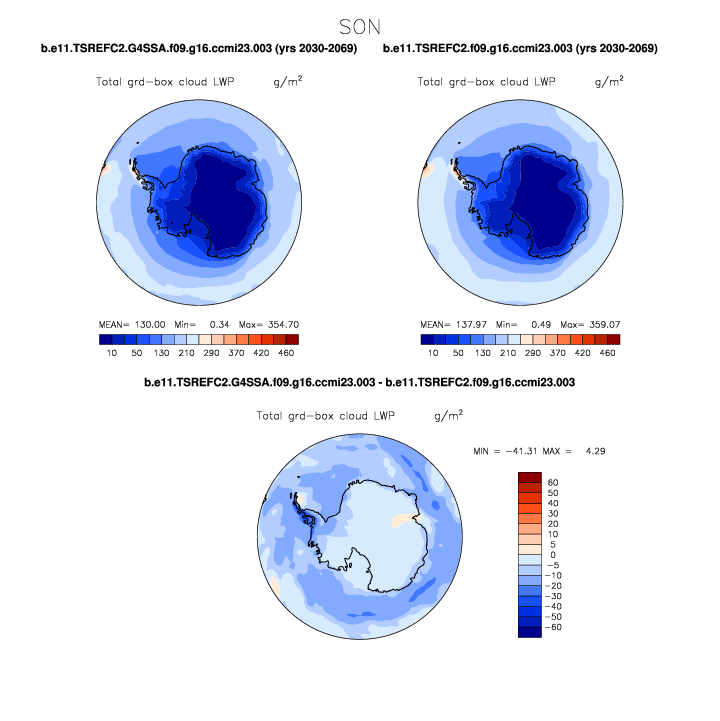 SON
b.e11.TSREFC2.G4SSA.f09.g16.ccmi23.003 (yrs 2030-2069)
b.e11.TSREFC2.f09.g16.ccmi23.003 (yrs 2030-2069)
Total grd-box cloud LWP g/m²
Total grd-box cloud LWP g/m²
MEAN= 130.00 Min= 0.34 Max= 354.70
MEAN= 137.97 Min= 0.49 Max= 359.07
10 50 130 210 290 370 420 460
10 50 130 210 290 370 420 460
b.e11.TSREFC2.G4SSA.f09.g16.ccmi23.003 - b.e11.TSREFC2.f09.g16.ccmi23.003
Total grd-box cloud LWP g/m²
MIN = -41.31 MAX = 4.29
60
50
40
30
20
10
5
0
-5
-10
-20
-30
-40
-50
-60